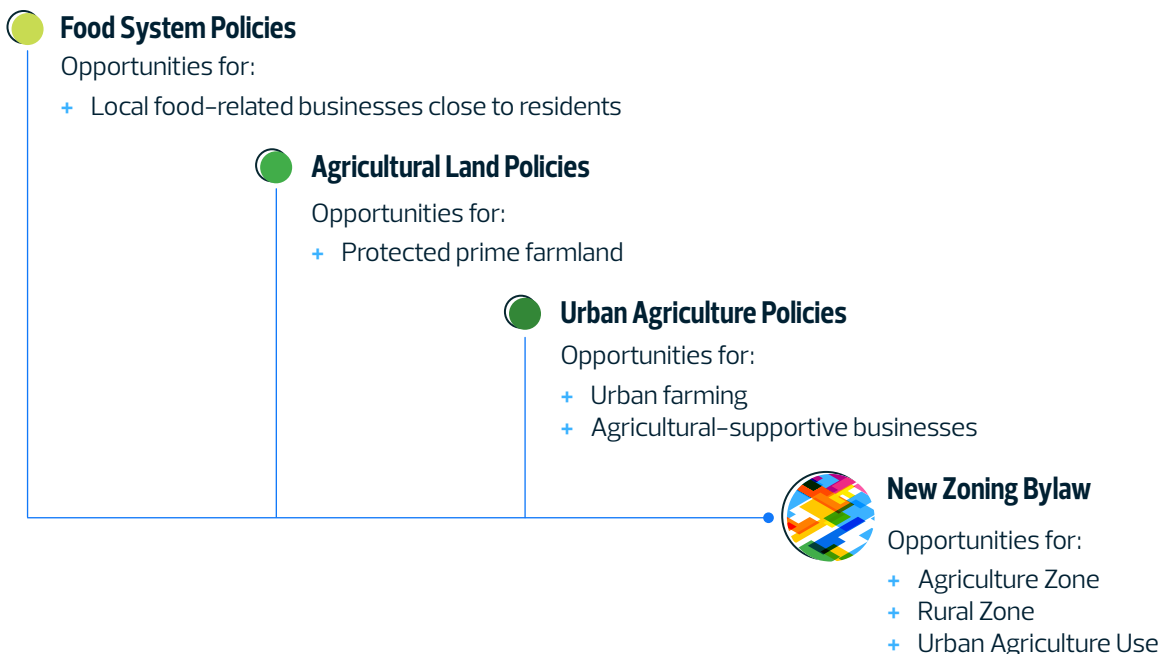 Food System Policies
Opportunities for:
+ Local food-related businesses close to residents
Agricultural Land Policies
Opportunities for:
+ Protected prime farmland
Urban Agriculture Policies
Opportunities for:
+ Urban farming
+ Agricultural-supportive businesses
New Zoning Bylaw
Opportunities for:
+ Agriculture Zone
+ Rural Zone
+ Urban Agriculture Use